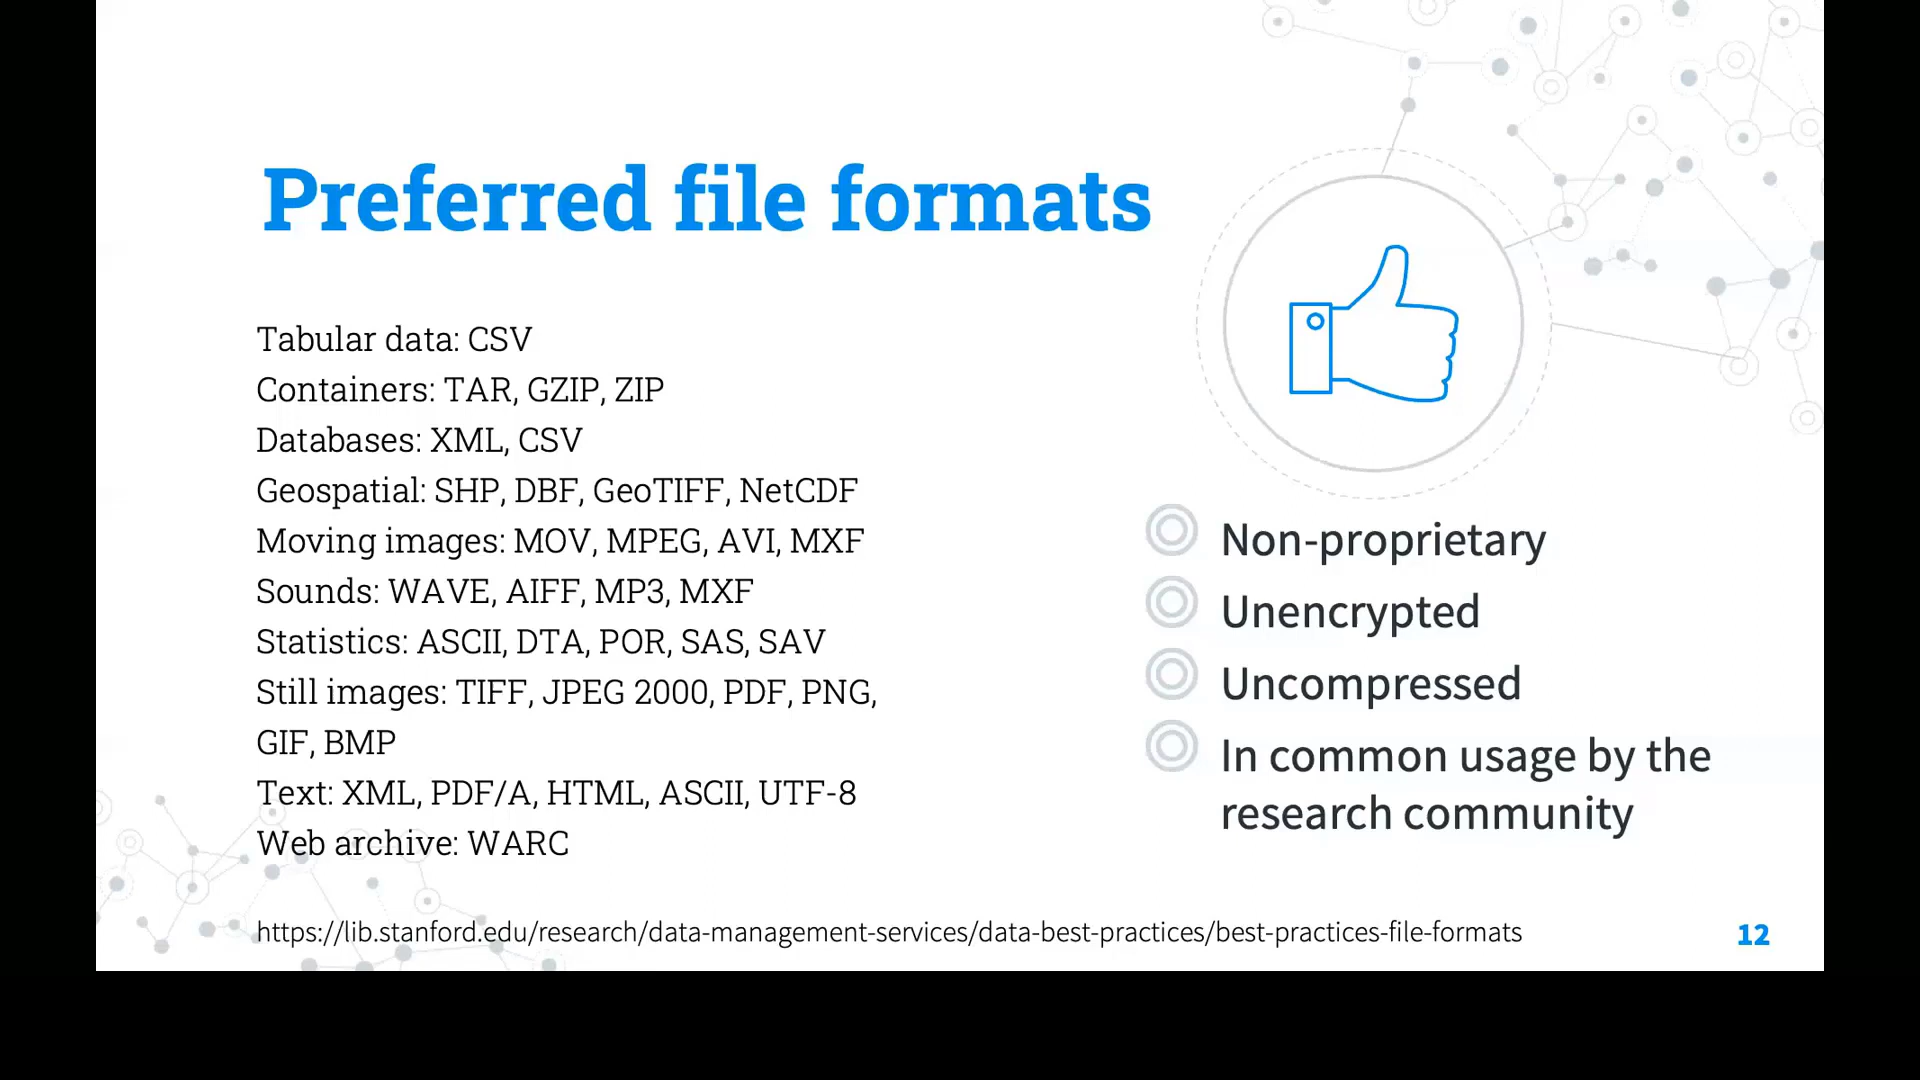 Preferred file formats
Tabular data: CSV
Containers: TAR, GZIP, ZIP
Databases: XML, CSV
Geospatial: SHP, DBF, GeoTIFF, NetCDF
Moving images: MOV, MPEG, AVI, MXF
Sounds: WAVE, AIFF, MP3, MXF
Statistics: ASCII, DTA, POR, SAS, SAV
Still images: TIFF, JPEG 2000, PDF, PNG,
GIF, BMP
Text: XML, PDF/A, HTML, ASCII, UTF-8
Web archive: WARC
Non-proprietary
Unencrypted
Uncompressed
In common usage by the
research community
https://lib.stanford.edu/research/data-management-services/data-best-practices/best-practices-file-formats
12